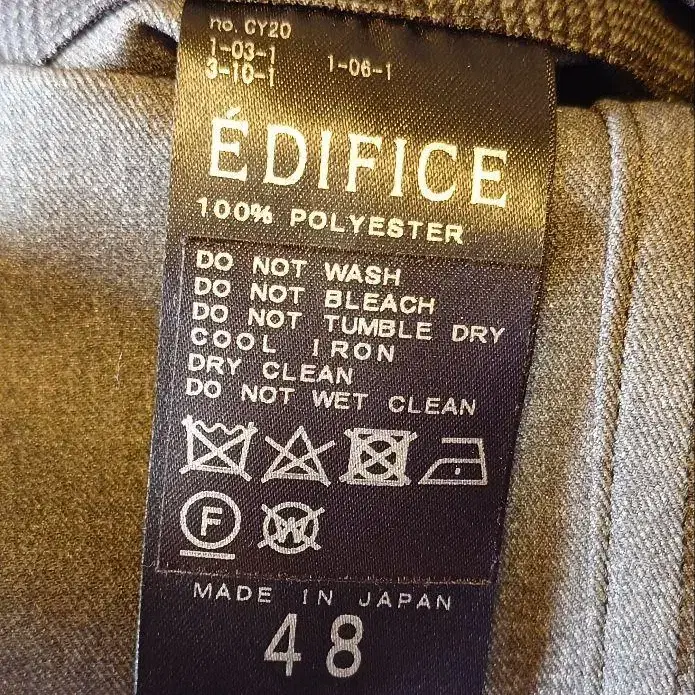 no. CY20
1-03-1
3-10-1 1-06-1
ÉDIFICE
100% POLYESTER
DO NOT WASH
DO NOT BLEACH
DO NOT TUMBLE DRY
COOL IRON
DRY CLEAN
DO NOT WET CLEAN
F W
MADE IN JAPAN
48